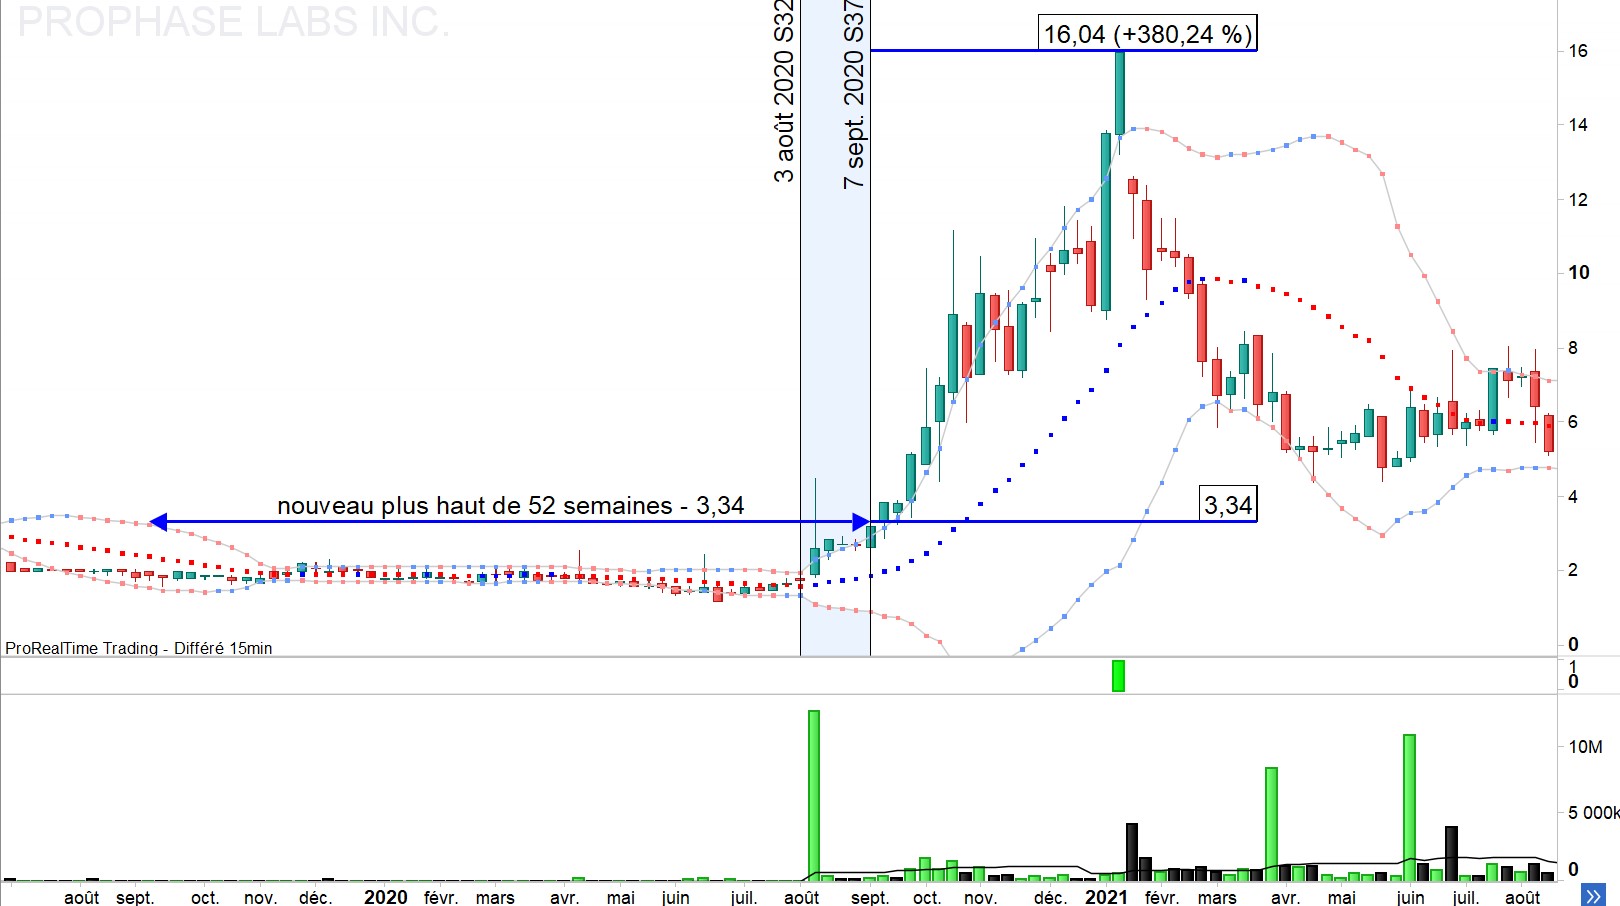 PROPHASE LABS INC.
3 août 2020 S32
7 sept. 2020 S37
16,04 (+380,24 %)
nouveau plus haut de 52 semaines - 3,34
3,34
16
14
12
10
8
6
4
2
0
ProRealTime Trading - Différé 15min
1
0
10M
5 000k
0
août sept. oct. nov. déc. 2020 févr. mars avr. mai juin juil. août sept. oct. nov. déc. 2021 févr. mars avr. mai juin juil. août